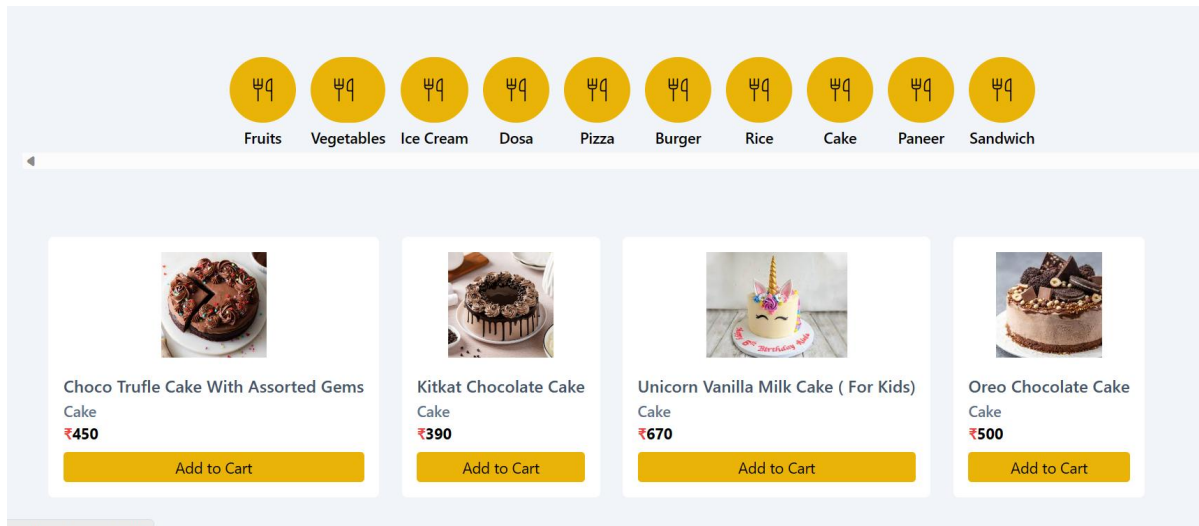 Fruits Vegetables Ice Cream Dosa Pizza Burger Rice Cake Paneer Sandwich
Choco Trufle Cake With Assorted Gems
Cake
₹450
Add to Cart
Kitkat Chocolate Cake
Cake
₹390
Add to Cart
Unicorn Vanilla Milk Cake ( For Kids)
Cake
₹670
Add to Cart
Oreo Chocolate Cake
Cake
₹500
Add to Cart